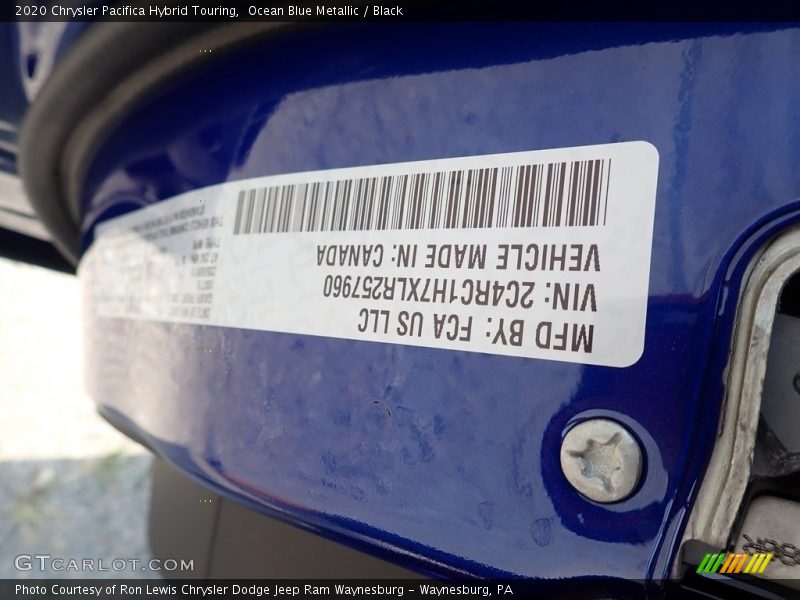 2020 Chrysler Pacifica Hybrid Touring,  Ocean Blue Metallic / Black
MFD BY: FCA US LLC
VIN: 2C4RC1H7XLR257960
VEHICLE MADE IN: CANADA
GTCARLOT.COM
Photo Courtesy of Ron Lewis Chrysler Dodge Jeep Ram Waynesburg - Waynesburg, PA